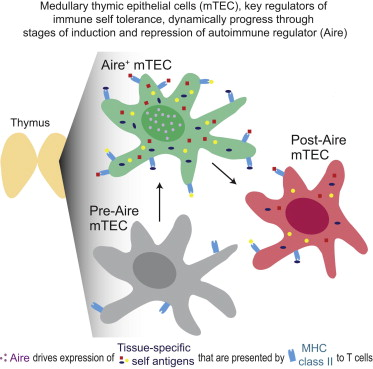 Medullary thymic epithelial cells (mTEC), key regulators of
immune self tolerance, dynamically progress through
stages of induction and repression of autoimmune regulator (Aire)
Aire⁺ mTEC
Thymus
Post-Aire
mTEC
Pre-Aire
mTEC
Aire drives expression of Tissue-specific self antigens that are presented by MHC class II to T cells